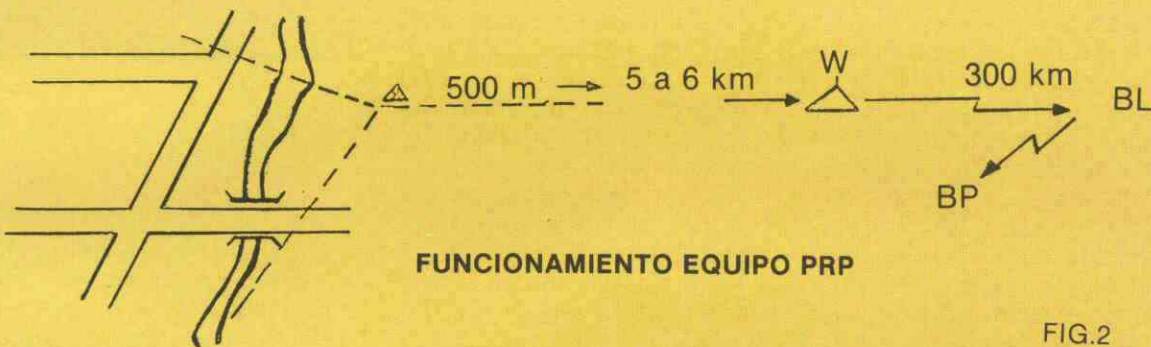 500 m 5 a 6 km W 300 km BL
BP
FUNCIONAMIENTO EQUIPO PRP
FIG.2